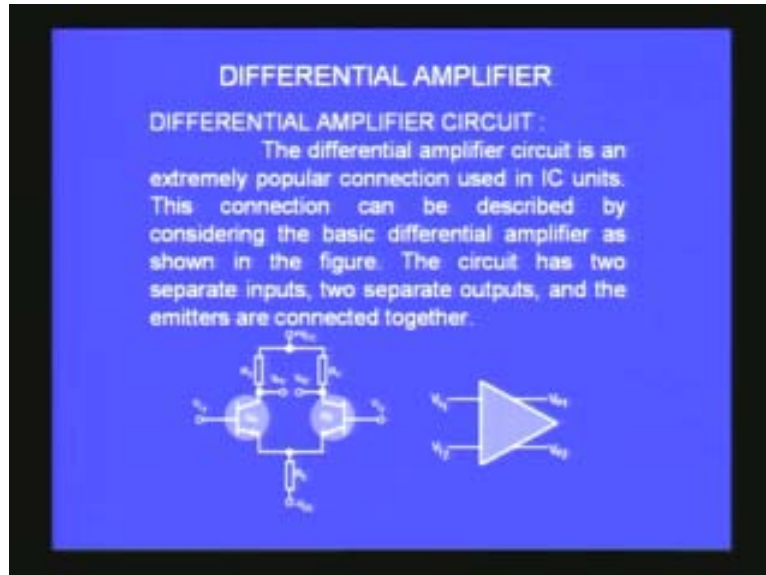 DIFFERENTIAL AMPLIFIER
DIFFERENTIAL AMPLIFIER CIRCUIT :
The differential amplifier circuit is an
extremely popular connection used in IC units.
This connection can be described by
considering the basic differential amplifier as
shown in the figure. The circuit has two
separate inputs, two separate outputs, and the
emitters are connected together.
Vi1
Vi2